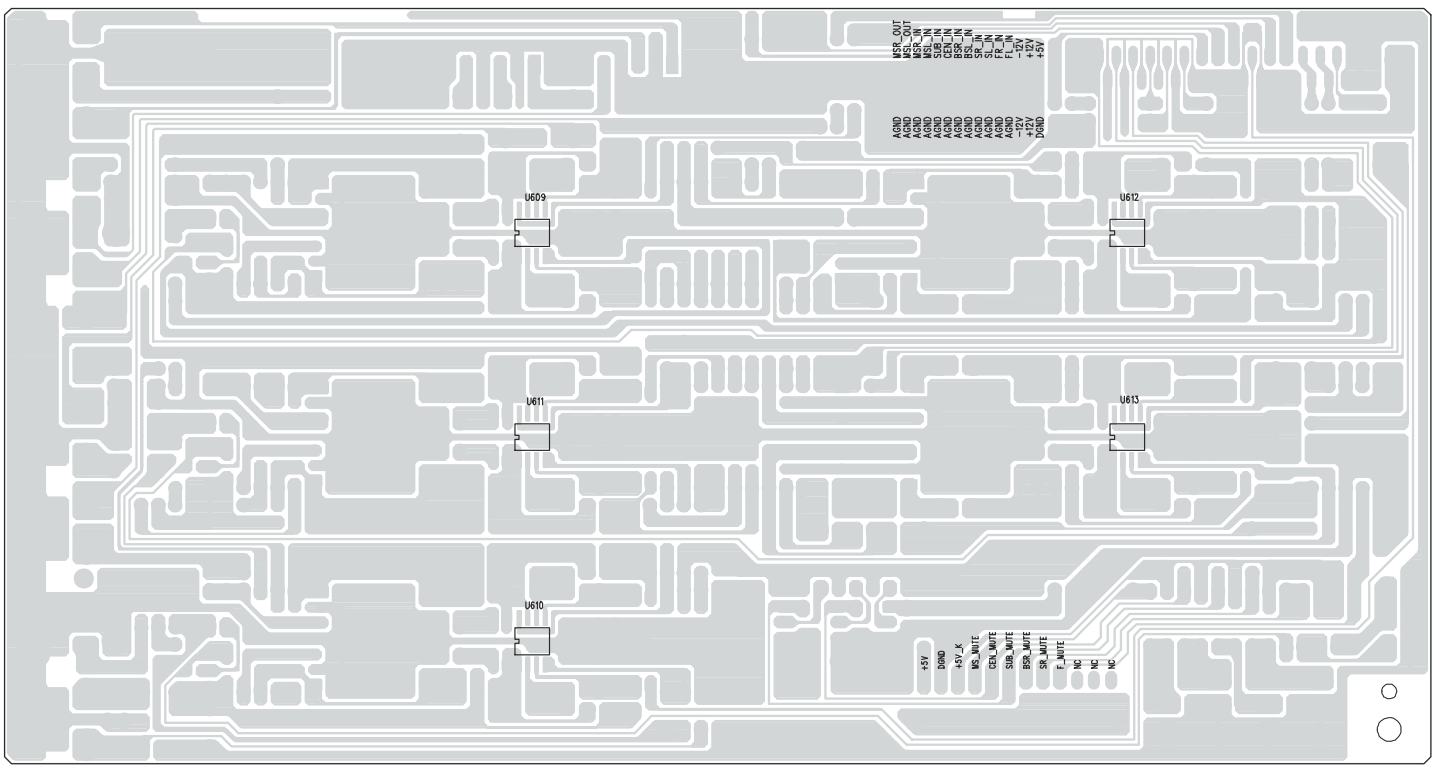 MSR_OUT
MSL_OUT
MSR_IN
MSL_IN
SUB_IN
CEN_IN
BSR_IN
BSL_IN
SR_IN
SL_IN
FR_IN
FL_IN
-12V
+12V
+5V
AGND
AGND
AGND
AGND
AGND
AGND
AGND
AGND
AGND
AGND
AGND
AGND
-12V
+12V
DGND
U609
U612
U611
U613
U610
+5V
DGND
+5V_K
MS_MUTE
CEN_MUTE
SUB_MUTE
BSR_MUTE
SR_MUTE
F_MUTE
NC
NC
NC